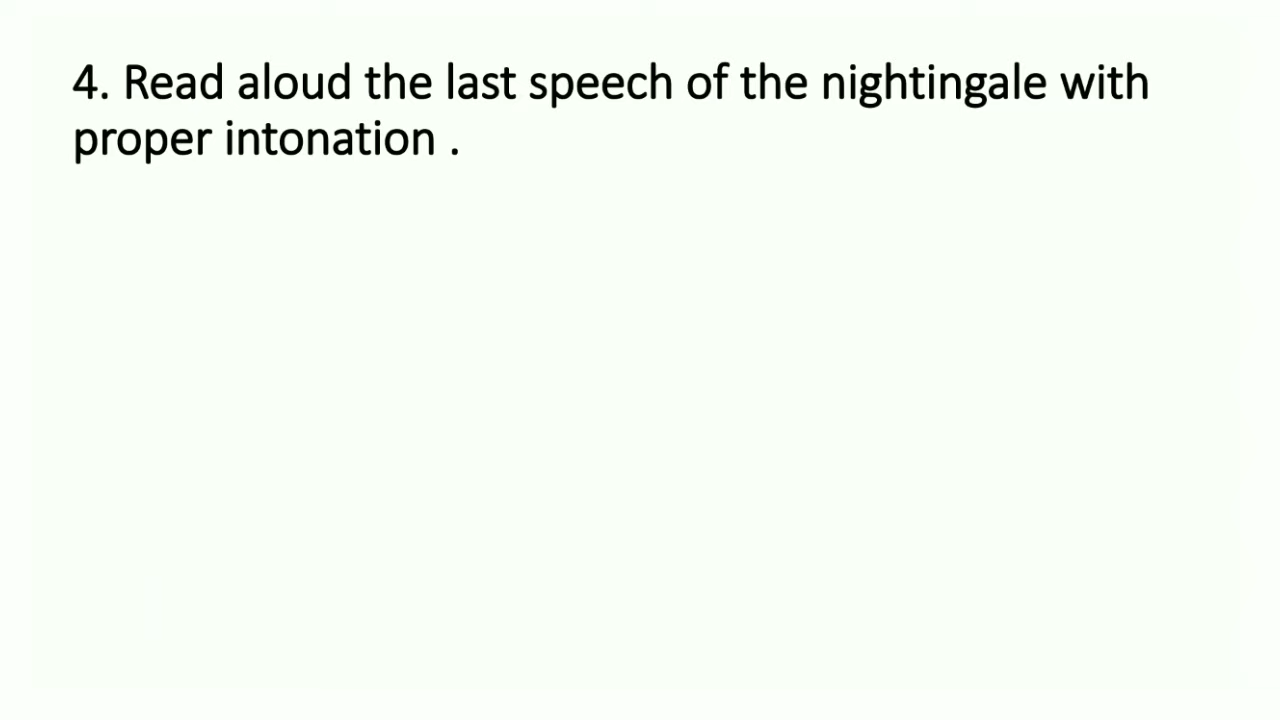 4. Read aloud the last speech of the nightingale with
proper intonation .